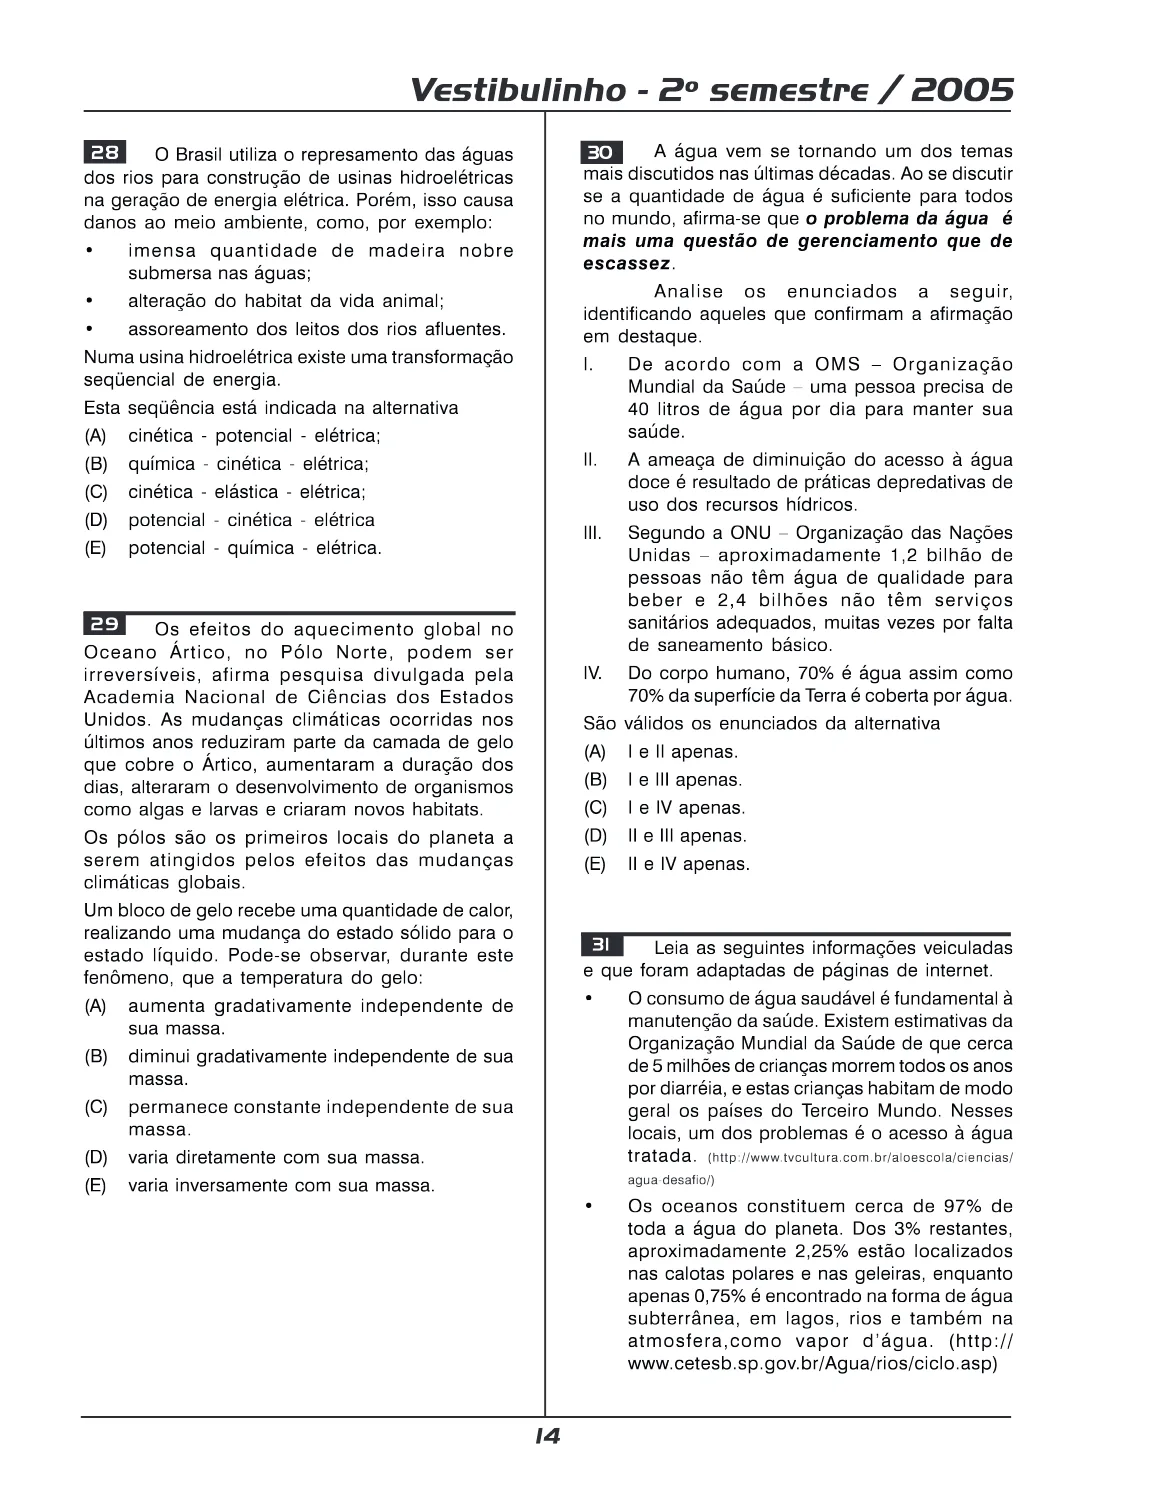 Vestibulinho - 2º semestre / 2005
28 O Brasil utiliza o represamento das águas
dos rios para construção de usinas hidroelétricas
na geração de energia elétrica. Porém, isso causa
danos ao meio ambiente, como, por exemplo:
• imensa quantidade de madeira nobre
submersa nas águas;
• alteração do habitat da vida animal;
• assoreamento dos leitos dos rios afluentes.
Numa usina hidroelétrica existe uma transformação
seqüencial de energia.
Esta seqüência está indicada na alternativa
(A) cinética - potencial - elétrica;
(B) química - cinética - elétrica;
(C) cinética - elástica - elétrica;
(D) potencial - cinética - elétrica
(E) potencial - química - elétrica.
29 Os efeitos do aquecimento global no
Oceano Ártico, no Pólo Norte, podem ser
irreversíveis, afirma pesquisa divulgada pela
Academia Nacional de Ciências dos Estados
Unidos. As mudanças climáticas ocorridas nos
últimos anos reduziram parte da camada de gelo
que cobre o Ártico, aumentaram a duração dos
dias, alteraram o desenvolvimento de organismos
como algas e larvas e criaram novos habitats.
Os pólos são os primeiros locais do planeta a
serem atingidos pelos efeitos das mudanças
climáticas globais.
Um bloco de gelo recebe uma quantidade de calor,
realizando uma mudança do estado sólido para o
estado líquido. Pode-se observar, durante este
fenômeno, que a temperatura do gelo:
(A) aumenta gradativamente independente de
sua massa.
(B) diminui gradativamente independente de sua
massa.
(C) permanece constante independente de sua
massa.
(D) varia diretamente com sua massa.
(E) varia inversamente com sua massa.
30 A água vem se tornando um dos temas
mais discutidos nas últimas décadas. Ao se discutir
se a quantidade de água é suficiente para todos
no mundo, afirma-se que o problema da água é
mais uma questão de gerenciamento que de
escassez.
Analise os enunciados a seguir,
identificando aqueles que confirmam a afirmação
em destaque.
I. De acordo com a OMS – Organização
Mundial da Saúde – uma pessoa precisa de
40 litros de água por dia para manter sua
saúde.
II. A ameaça de diminuição do acesso à água
doce é resultado de práticas depredativas de
uso dos recursos hídricos.
III. Segundo a ONU – Organização das Nações
Unidas – aproximadamente 1,2 bilhão de
pessoas não têm água de qualidade para
beber e 2,4 bilhões não têm serviços
sanitários adequados, muitas vezes por falta
de saneamento básico.
IV. Do corpo humano, 70% é água assim como
70% da superfície da Terra é coberta por água.
São válidos os enunciados da alternativa
(A) I e II apenas.
(B) I e III apenas.
(C) I e IV apenas.
(D) II e III apenas.
(E) II e IV apenas.
31 Leia as seguintes informações veiculadas
e que foram adaptadas de páginas de internet.
• O consumo de água saudável é fundamental à
manutenção da saúde. Existem estimativas da
Organização Mundial da Saúde de que cerca
de 5 milhões de crianças morrem todos os anos
por diarréia, e estas crianças habitam de modo
geral os países do Terceiro Mundo. Nesses
locais, um dos problemas é o acesso à água
tratada. (http://www.tvcultura.com.br/aloescola/ciencias/
agua-desafio/)
• Os oceanos constituem cerca de 97% de
toda a água do planeta. Dos 3% restantes,
aproximadamente 2,25% estão localizados
nas calotas polares e nas geleiras, enquanto
apenas 0,75% é encontrado na forma de água
subterrânea, em lagos, rios e também na
atmosfera,como vapor d'água. (http://
www.cetesb.sp.gov.br/Agua/rios/ciclo.asp)
14